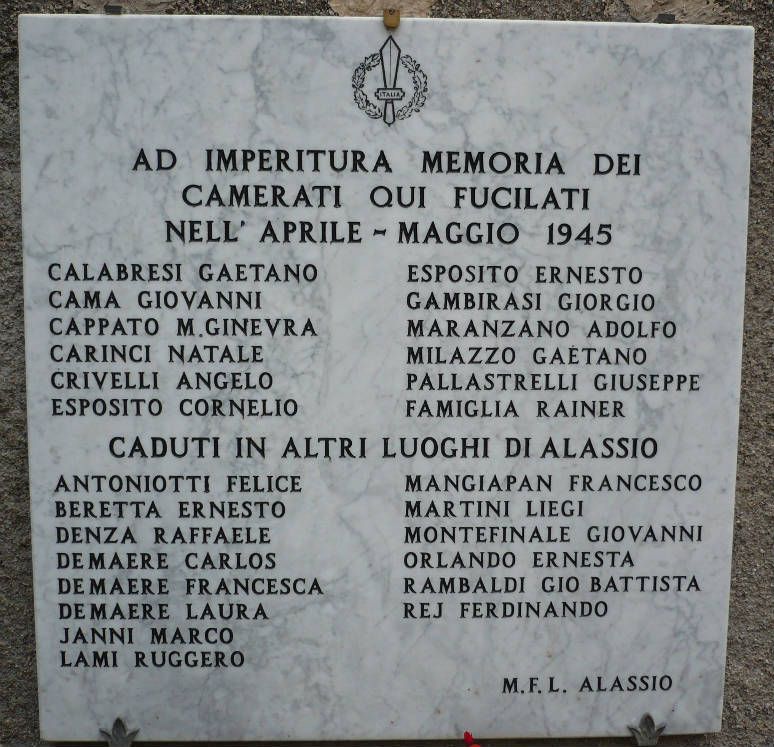 ITALIA
AD IMPERITURA MEMORIA DEI
CAMERATI QUI FUCILATI
NELL' APRILE - MAGGIO 1945
CALABRESI GAETANO
CAMA GIOVANNI
CAPPATO M. GINEVRA
CARINCI NATALE
CRIVELLI ANGELO
ESPOSITO CORNELIO
ESPOSITO ERNESTO
GAMBIRASI GIORGIO
MARANZANO ADOLFO
MILAZZO GAETANO
PALLASTRELLI GIUSEPPE
FAMIGLIA RAINER
CADUTI IN ALTRI LUOGHI DI ALASSIO
ANTONIOTTI FELICE
BERETTA ERNESTO
DENZA RAFFAELE
DEMAERE CARLOS
DEMAERE FRANCESCA
DEMAERE LAURA
JANNI MARCO
LAMI RUGGERO
MANGIAPAN FRANCESCO
MARTINI LIEGI
MONTEFINALE GIOVANNI
ORLANDO ERNESTA
RAMBALDI GIO BATTISTA
REJ FERDINANDO
M.F.L. ALASSIO